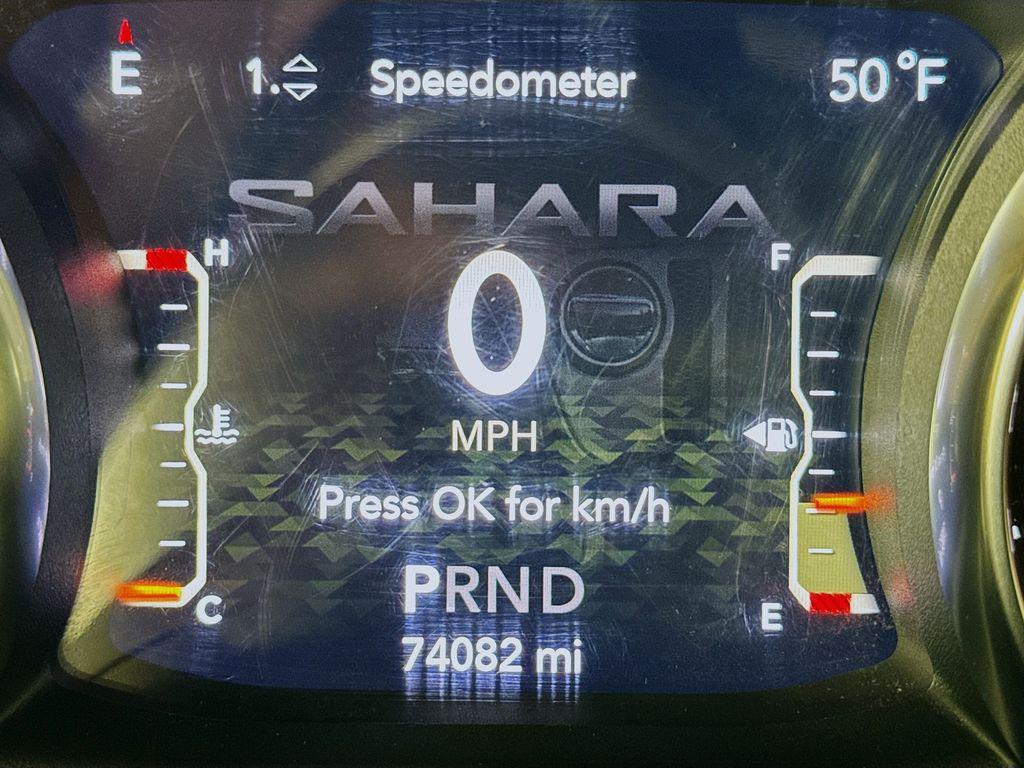 E 1. Speedometer 50°F
SAHARA
H F
0
MPH
Press OK for km/h
PRND
C E
74082 mi